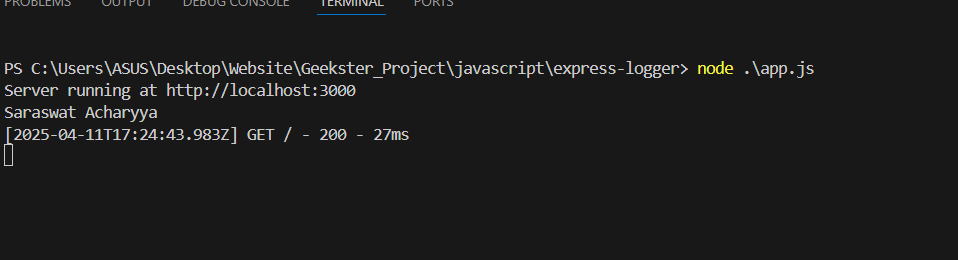 PROBLEMS OUTPUT DEBUG CONSOLE TERMINAL PORTS
PS C:\Users\ASUS\Desktop\Website\Geekster_Project\javascript\express-logger> node .\app.js
Server running at http://localhost:3000
Saraswat Acharyya
[2025-04-11T17:24:43.983Z] GET / - 200 - 27ms